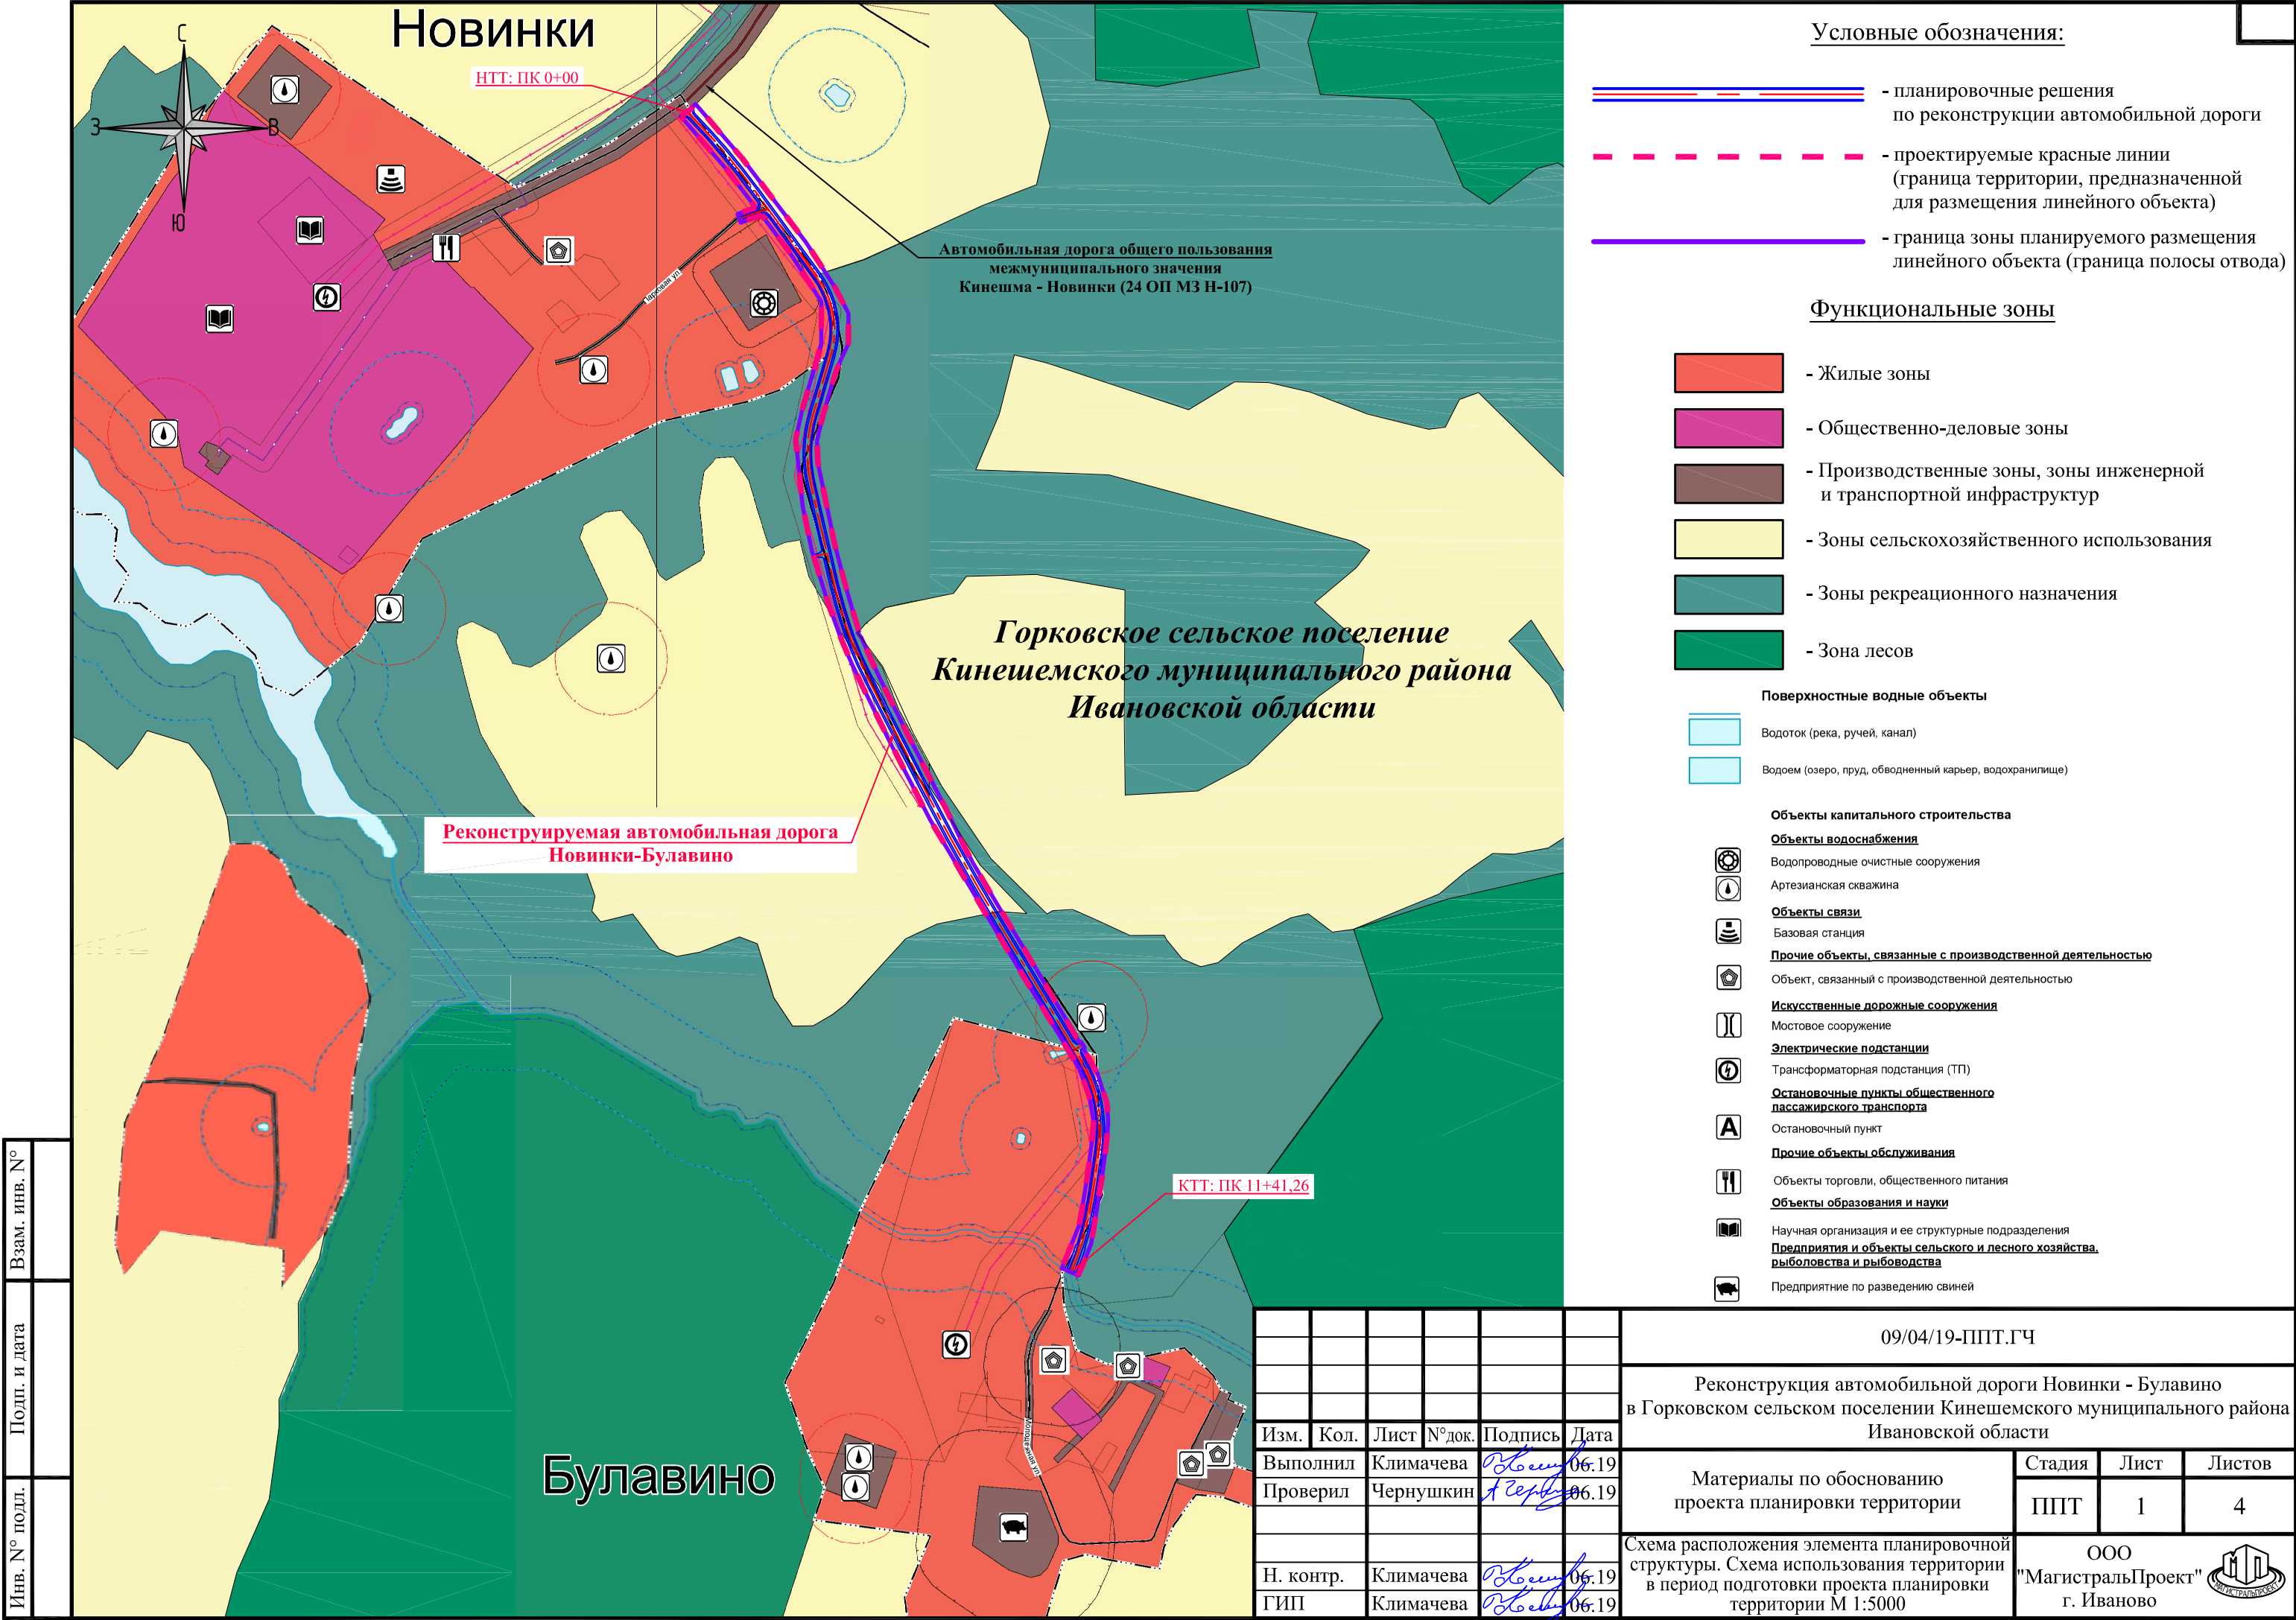 Новинки
НТТ: ПК 0+00
С
З
В
Ю
Автомобильная дорога общего пользования
межмуниципального значения
Кинешма - Новинки (24 ОП МЗ Н-107)
Парковая ул
Горковское сельское поселение
Кинешемского муниципального района
Ивановской области
Реконструируемая автомобильная дорога
Новинки-Булавино
КТТ: ПК 11+41,26
Булавино
Условные обозначения:
- планировочные решения
по реконструкции автомобильной дороги
- проектируемые красные линии
(граница территории, предназначенной
для размещения линейного объекта)
- граница зоны планируемого размещения
линейного объекта (граница полосы отвода)
Функциональные зоны
- Жилые зоны
- Общественно-деловые зоны
- Производственные зоны, зоны инженерной
и транспортной инфраструктур
- Зоны сельскохозяйственного использования
- Зоны рекреационного назначения
- Зона лесов
Поверхностные водные объекты
Водоток (река, ручей, канал)
Водоем (озеро, пруд, обводненный карьер, водохранилище)
Объекты капитального строительства
Объекты водоснабжения
Водопроводные очистные сооружения
Артезианская скважина
Объекты связи
Базовая станция
Прочие объекты, связанные с производственной деятельностью
Объект, связанный с производственной деятельностью
Искусственные дорожные сооружения
Мостовое сооружение
Электрические подстанции
Трансформаторная подстанция (ТП)
Остановочные пункты общественного
пассажирского транспорта
А
Остановочный пункт
Прочие объекты обслуживания
Объекты торговли, общественного питания
Объекты образования и науки
Научная организация и ее структурные подразделения
Предприятия и объекты сельского и лесного хозяйства,
рыболовства и рыбоводства
Предприятние по разведению свиней
Взам. инв. N°
Подп. и дата
Инв. N° подл.
09/04/19-ППТ.ГЧ
Реконструкция автомобильной дороги Новинки - Булавино
в Горковском сельском поселении Кинешемского муниципального района
Ивановской области
Изм. Кол. Лист N°док. Подпись Дата
Выполнил Климачева 06.19
Проверил Чернушкин 06.19
Н. контр. Климачева 06.19
ГИП Климачева 06.19
Материалы по обоснованию
проекта планировки территории
Стадия Лист Листов
ППТ 1 4
Схема расположения элемента планировочной
структуры. Схема использования территории
в период подготовки проекта планировки
территории М 1:5000
ООО
"МагистральПроект"
г. Иваново
МАГИСТРАЛЬПРОЕКТ